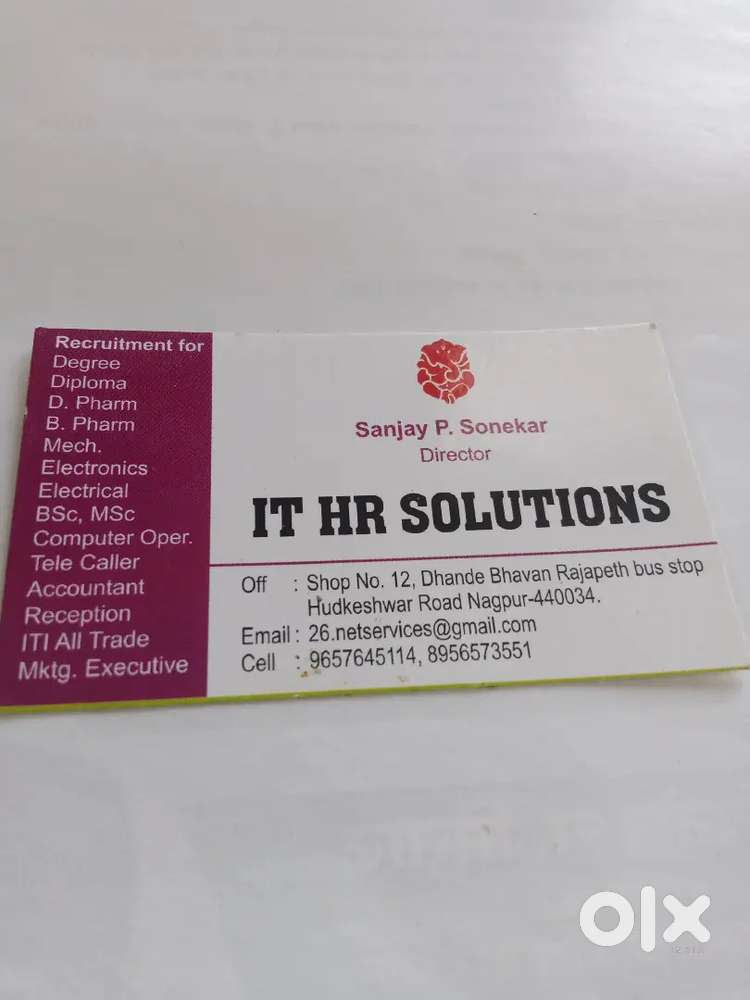 Recruitment for
Degree
Diploma
D. Pharm
B. Pharm
Mech.
Electronics
Electrical
BSc, MSc
Computer Oper.
Tele Caller
Accountant
Reception
ITI All Trade
Mktg. Executive
Sanjay P. Sonekar
Director
IT HR SOLUTIONS
Off : Shop No. 12, Dhande Bhavan Rajapeth bus stop
Hudkeshwar Road Nagpur-440034.
Email : 26.netservices@gmail.com
Cell : 9657645114, 8956573551
olx